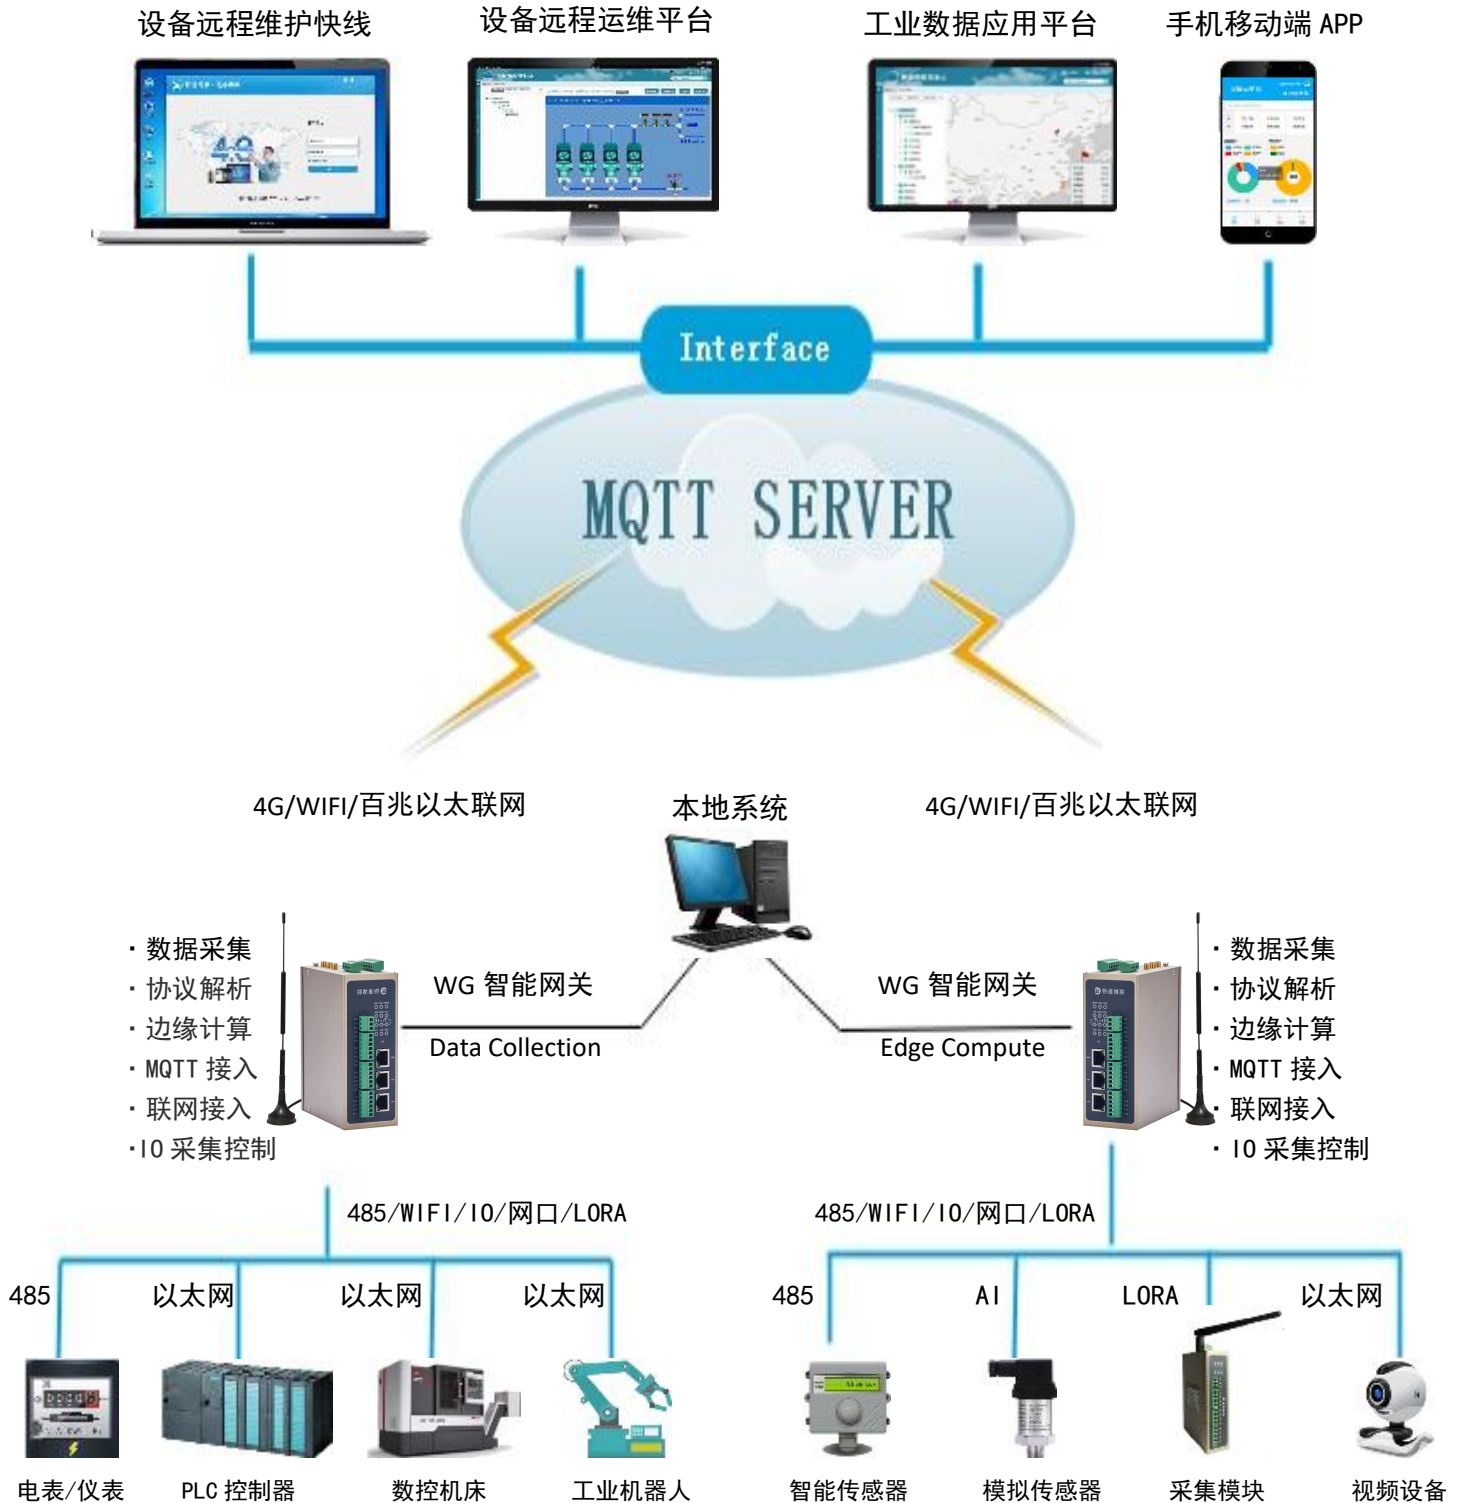 设备远程维护快线
设备远程运维平台
工业数据应用平台
手机移动端 APP
Interface
MQTT SERVER
4G/WIFI/百兆以太联网
本地系统
4G/WIFI/百兆以太联网
·数据采集
·协议解析
·边缘计算
·MQTT 接入
·联网接入
·IO 采集控制
WG 智能网关
Data Collection
WG 智能网关
Edge Compute
·数据采集
·协议解析
·边缘计算
·MQTT 接入
·联网接入
·IO 采集控制
485/WIFI/IO/网口/LORA
485/WIFI/IO/网口/LORA
485
以太网
以太网
以太网
485
AI
LORA
以太网
电表/仪表
PLC 控制器
数控机床
工业机器人
智能传感器
模拟传感器
采集模块
视频设备